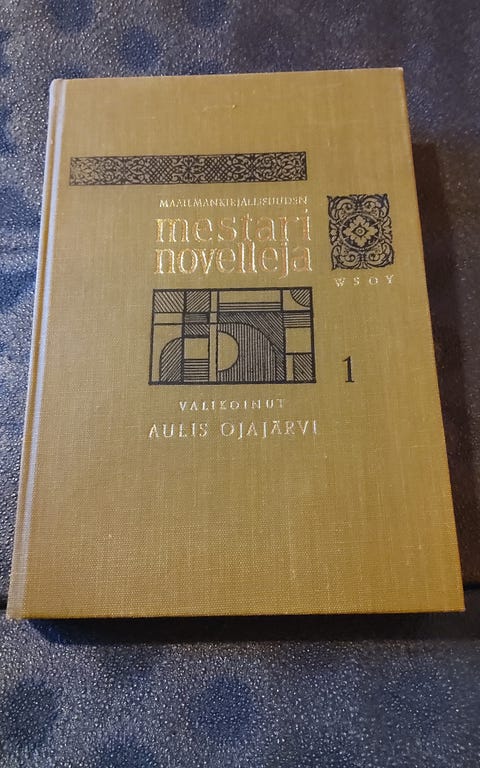 MAAILMANKIRJALLISUUDEN
mestari
novelleja
WSOY
1
VALIKOINUT
AULIS OJAJÄRVI